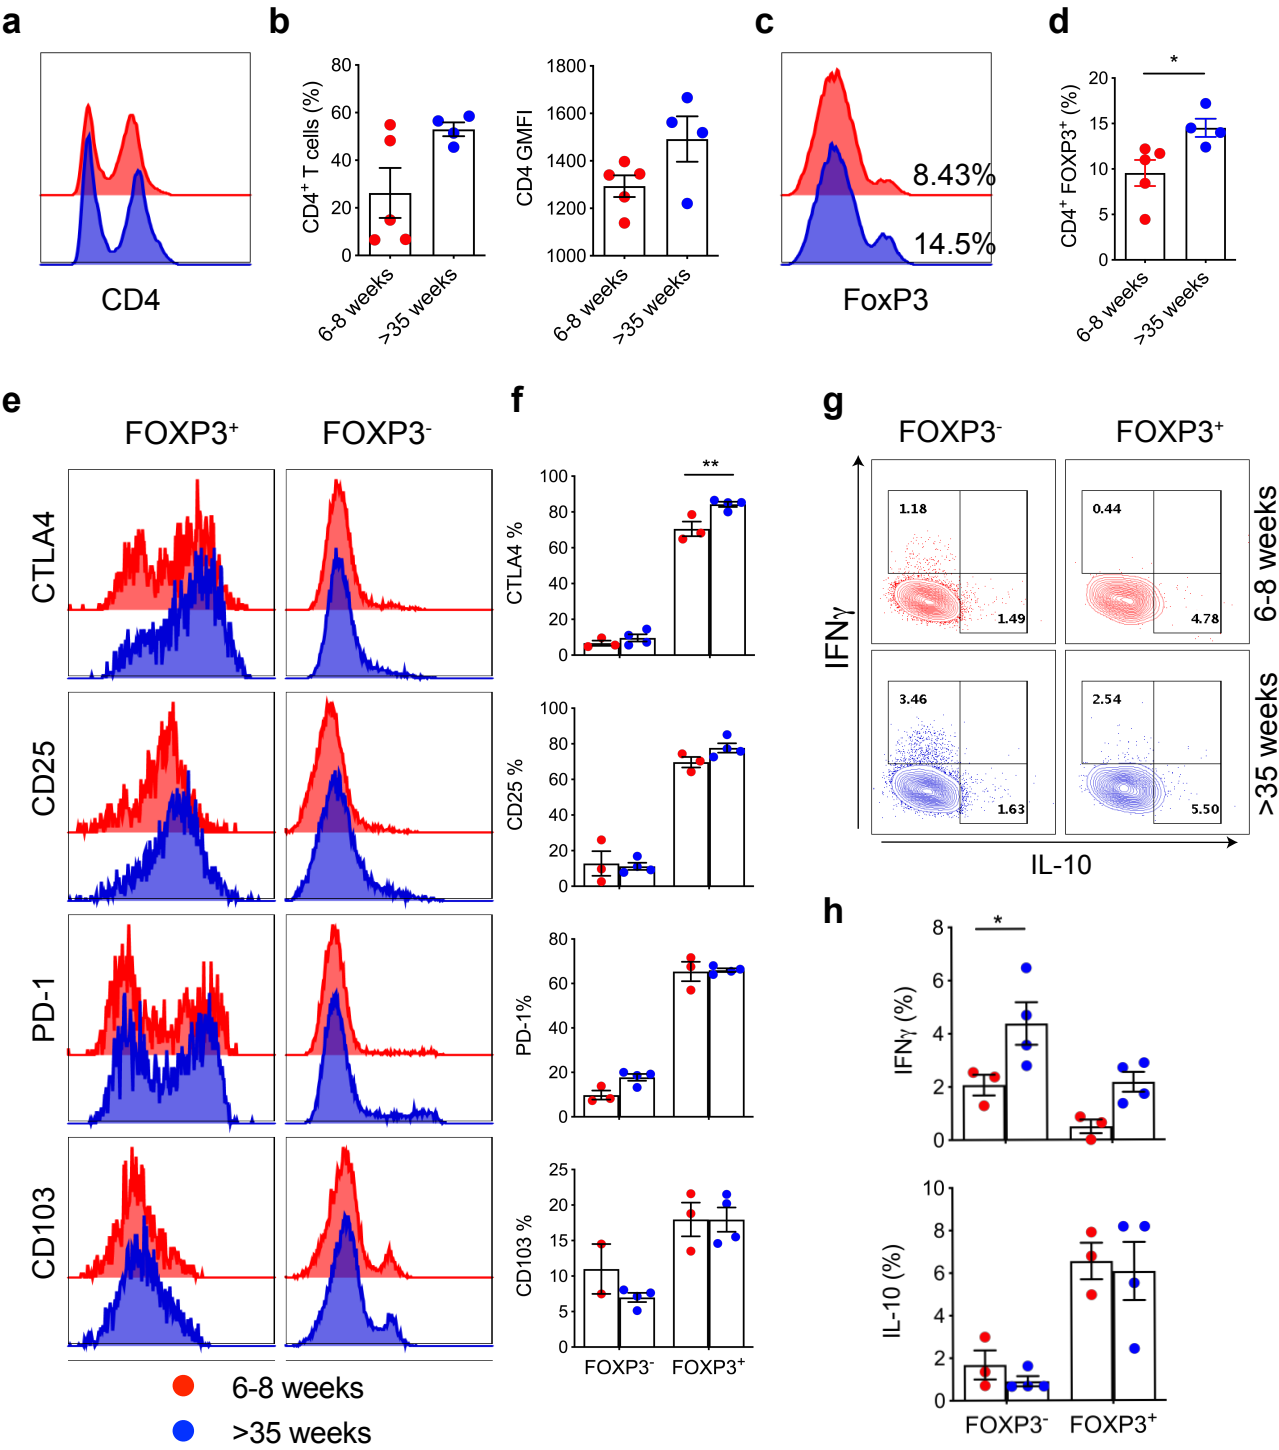 a
CD4
b
CD4+ T cells (%)
80
60
40
20
0
6-8 weeks
>35 weeks
CD4 GMFI
1800
1600
1400
1200
1000
6-8 weeks
>35 weeks
c
8.43%
14.5%
FoxP3
d
*
CD4+ FOXP3+ (%)
20
15
10
5
0
6-8 weeks
>35 weeks
e
FOXP3+
FOXP3-
CTLA4
CD25
PD-1
CD103
6-8 weeks
>35 weeks
f
**
CTLA4 %
100
80
60
40
20
0
CD25 %
100
80
60
40
20
0
PD-1%
80
60
40
20
0
CD103 %
25
20
15
10
5
0
FOXP3-
FOXP3+
g
FOXP3-
FOXP3+
1.18
1.49
0.44
4.78
6-8 weeks
3.46
1.63
2.54
5.50
>35 weeks
IFNγ
IL-10
h
*
IFNγ (%)
8
6
4
2
0
IL-10 (%)
10
8
6
4
2
0
FOXP3-
FOXP3+